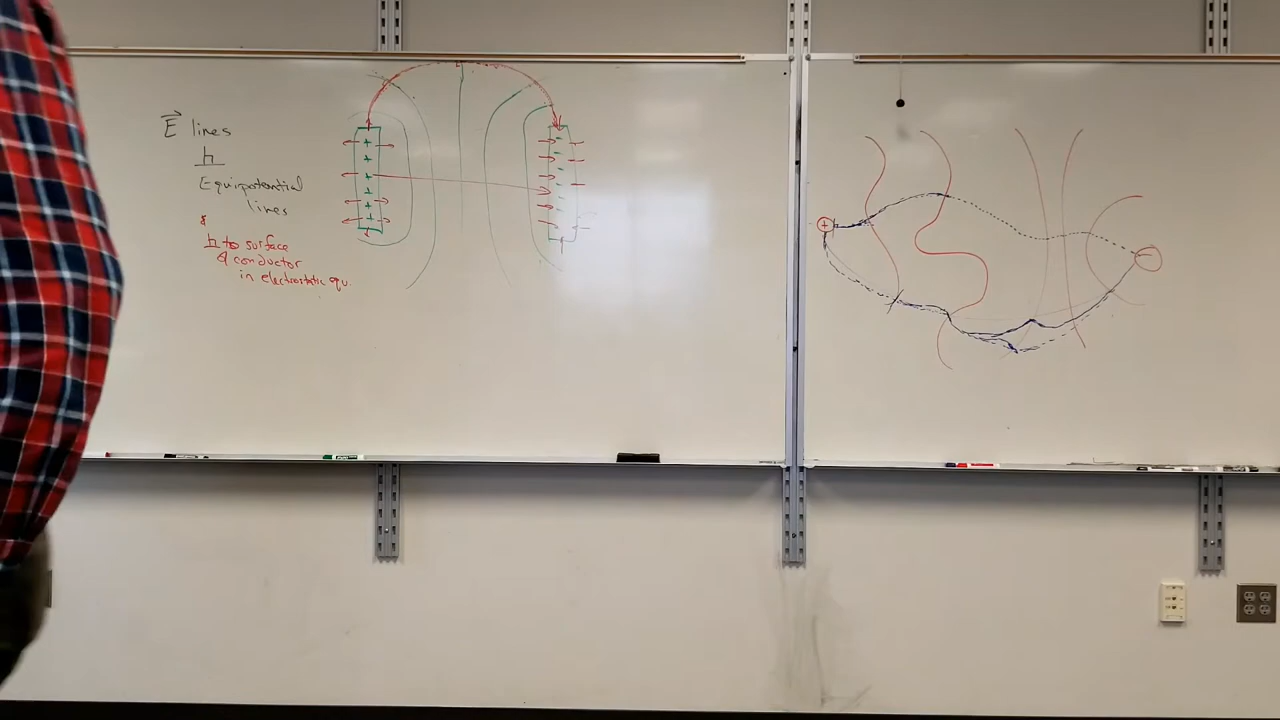 E⃗ lines
⊥
Equipotential
lines
&
⊥ to surface
of conductor
in electrostatic equ.
+ + + + + +
- - - - - - -
+
-